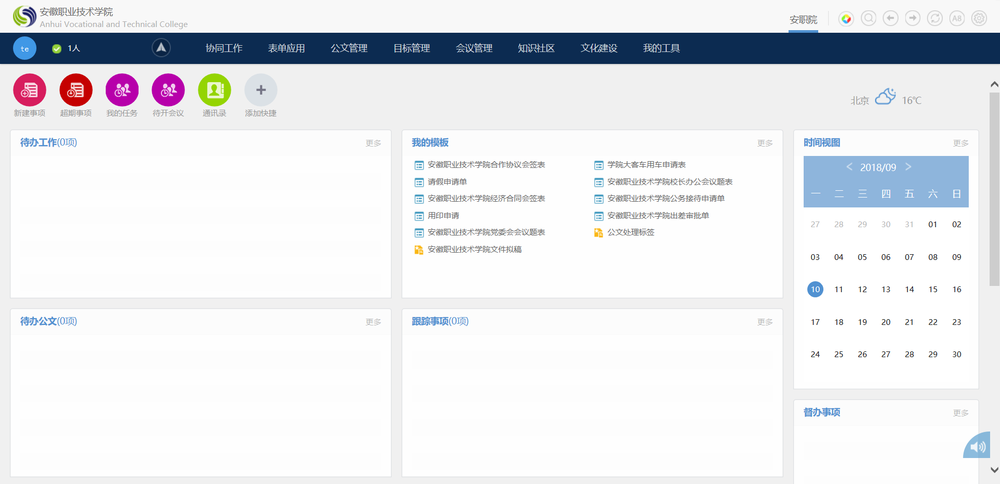 安徽职业技术学院
Anhui Vocational and Technical College
安职院
A8
te
1人
协同工作 表单应用 公文管理 目标管理 会议管理 知识社区 文化建设 我的工具
新建事项 超期事项 我的任务 待开会议 通讯录 添加快捷
北京 16℃
待办工作(0项) 更多
我的模板 更多
安徽职业技术学院合作协议会签表 学院大客车用车申请表
请假申请单 安徽职业技术学院校长办公会议题表
安徽职业技术学院经济合同会签表 安徽职业技术学院公务接待申请单
用印申请 安徽职业技术学院出差审批单
安徽职业技术学院党委会会议题表 公文处理标签
安徽职业技术学院文件拟稿
时间视图 更多
< 2018/09 >
一 二 三 四 五 六 日
27 28 29 30 31 01 02
03 04 05 06 07 08 09
10 11 12 13 14 15 16
17 18 19 20 21 22 23
24 25 26 27 28 29 30
待办公文(0项) 更多
跟踪事项(0项) 更多
督办事项 更多